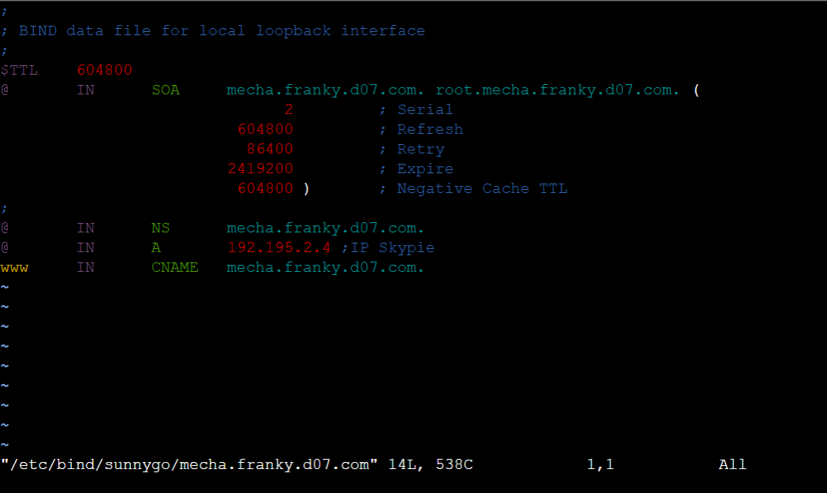 ;
; BIND data file for local loopback interface
;
$TTL    604800
@       IN      SOA     mecha.franky.d07.com. root.mecha.franky.d07.com. (
                              2         ; Serial
                         604800         ; Refresh
                          86400         ; Retry
                        2419200         ; Expire
                         604800 )       ; Negative Cache TTL
;
@       IN      NS      mecha.franky.d07.com.
@       IN      A       192.195.2.4 ;IP Skypie
www     IN      CNAME   mecha.franky.d07.com.
~
~
~
~
~
~
~
~
~
"/etc/bind/sunnygo/mecha.franky.d07.com" 14L, 538C            1,1           All